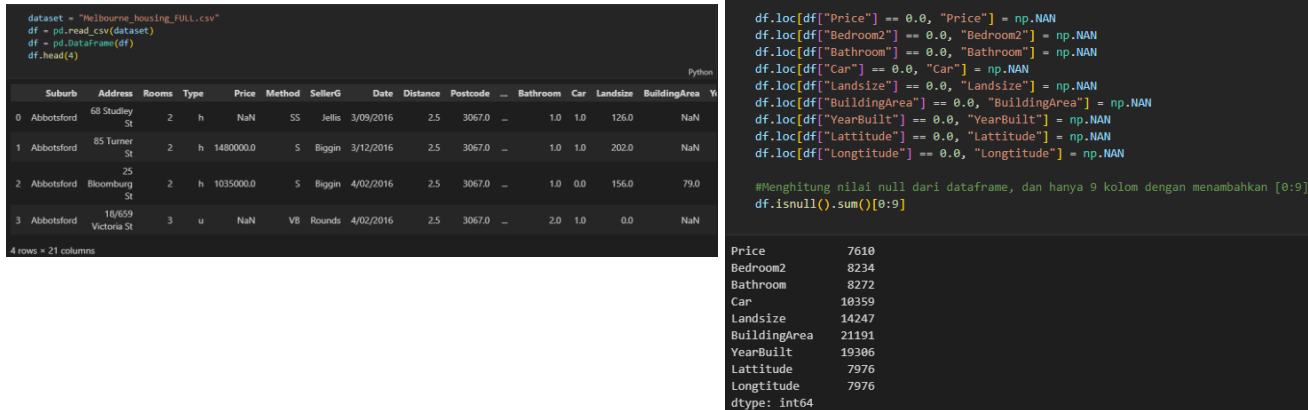 dataset = "Melbourne_housing_FULL.csv"
df = pd.read_csv(dataset)
df = pd.DataFrame(df)
df.head(4)
Python
Suburb Address Rooms Type Price Method SellerG Date Distance Postcode ... Bathroom Car Landsize BuildingArea
0 Abbotsford 68 Studley St 2 h NaN SS Jellis 3/09/2016 2.5 3067.0 ... 1.0 1.0 126.0 NaN
1 Abbotsford 85 Turner St 2 h 1480000.0 S Biggin 3/12/2016 2.5 3067.0 ... 1.0 1.0 202.0 NaN
2 Abbotsford 25 Bloomburg St 2 h 1035000.0 S Biggin 4/02/2016 2.5 3067.0 ... 1.0 0.0 156.0 79.0
3 Abbotsford 18/659 Victoria St 3 u NaN VB Rounds 4/02/2016 2.5 3067.0 ... 2.0 1.0 0.0 NaN
4 rows × 21 columns
df.loc[df["Price"] == 0.0, "Price"] = np.NAN
df.loc[df["Bedroom2"] == 0.0, "Bedroom2"] = np.NAN
df.loc[df["Bathroom"] == 0.0, "Bathroom"] = np.NAN
df.loc[df["Car"] == 0.0, "Car"] = np.NAN
df.loc[df["Landsize"] == 0.0, "Landsize"] = np.NAN
df.loc[df["BuildingArea"] == 0.0, "BuildingArea"] = np.NAN
df.loc[df["YearBuilt"] == 0.0, "YearBuilt"] = np.NAN
df.loc[df["Lattitude"] == 0.0, "Lattitude"] = np.NAN
df.loc[df["Longtitude"] == 0.0, "Longtitude"] = np.NAN
#Menghitung nilai null dari dataframe, dan hanya 9 kolom dengan menambahkan [0:9]
df.isnull().sum()[0:9]
Price 7610
Bedroom2 8234
Bathroom 8272
Car 10359
Landsize 14247
BuildingArea 21191
YearBuilt 19306
Lattitude 7976
Longtitude 7976
dtype: int64